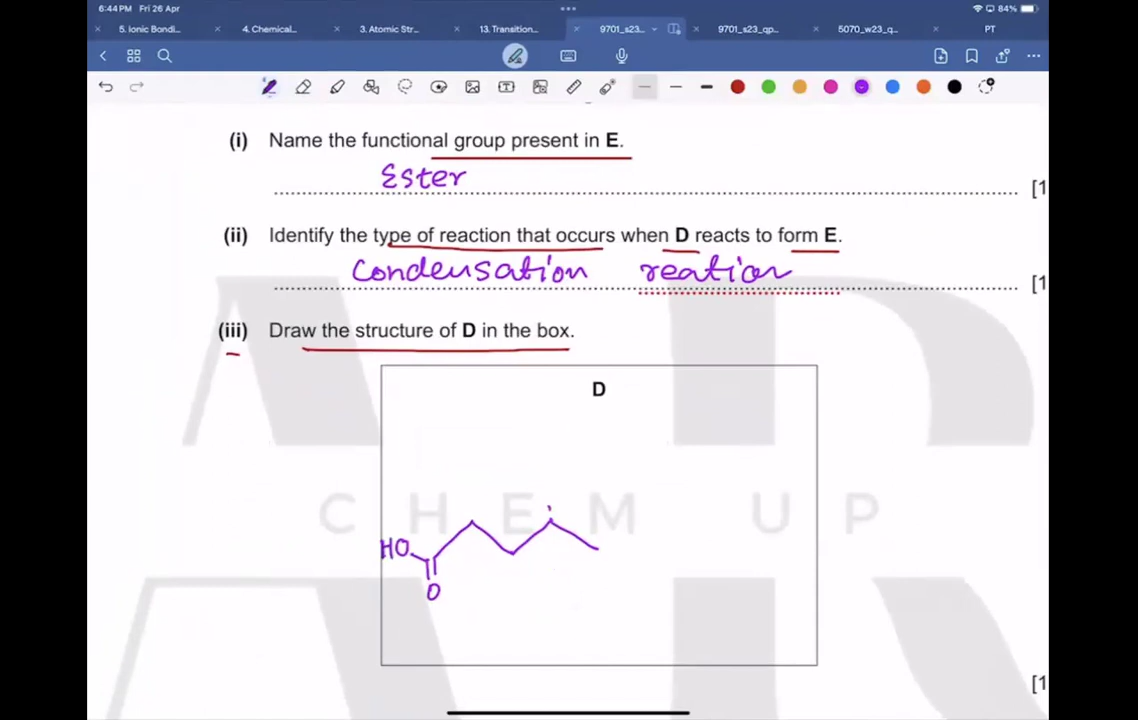 6:44 PM Fri 26 Apr
84%
5. Ionic Bondi...
4. Chemical...
3. Atomic Str...
13. Transition...
9701_s23...
9701_s23_qp...
5070_w23_q...
PT
(i) Name the functional group present in E.
Ester
[1
(ii) Identify the type of reaction that occurs when D reacts to form E.
Condensation reation
[1
(iii) Draw the structure of D in the box.
D
CHEM UP
HO
O
[1